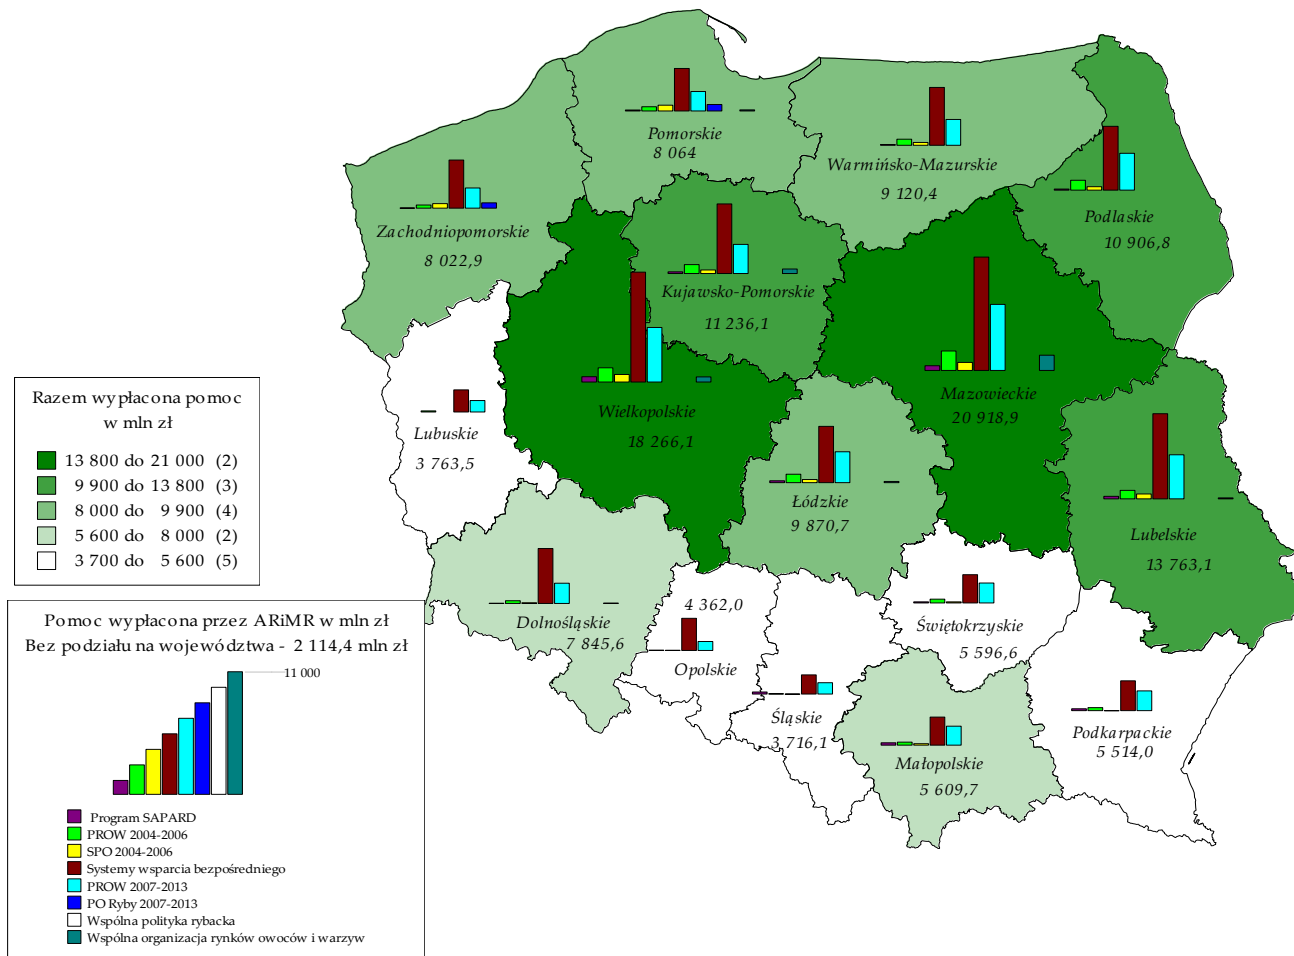 Pomorskie
8 064
Warmińsko-Mazurskie
9 120,4
Podlaskie
10 906,8
Zachodniopomorskie
8 022,9
Kujawsko-Pomorskie
11 236,1
Mazowieckie
20 918,9
Wielkopolskie
18 266,1
Lubuskie
3 763,5
Łódzkie
9 870,7
Lubelskie
13 763,1
Dolnośląskie
7 845,6
4 362,0
Opolskie
Świętokrzyskie
5 596,6
Śląskie
3 716,1
Małopolskie
5 609,7
Podkarpackie
5 514,0
Razem wypłacona pomoc
w mln zł
13 800 do 21 000 (2)
9 900 do 13 800 (3)
8 000 do 9 900 (4)
5 600 do 8 000 (2)
3 700 do 5 600 (5)
Pomoc wypłacona przez ARiMR w mln zł
Bez podziału na województwa - 2 114,4 mln zł
11 000
Program SAPARD
PROW 2004-2006
SPO 2004-2006
Systemy wsparcia bezpośredniego
PROW 2007-2013
PO Ryby 2007-2013
Wspólna polityka rybacka
Wspólna organizacja rynków owoców i warzyw